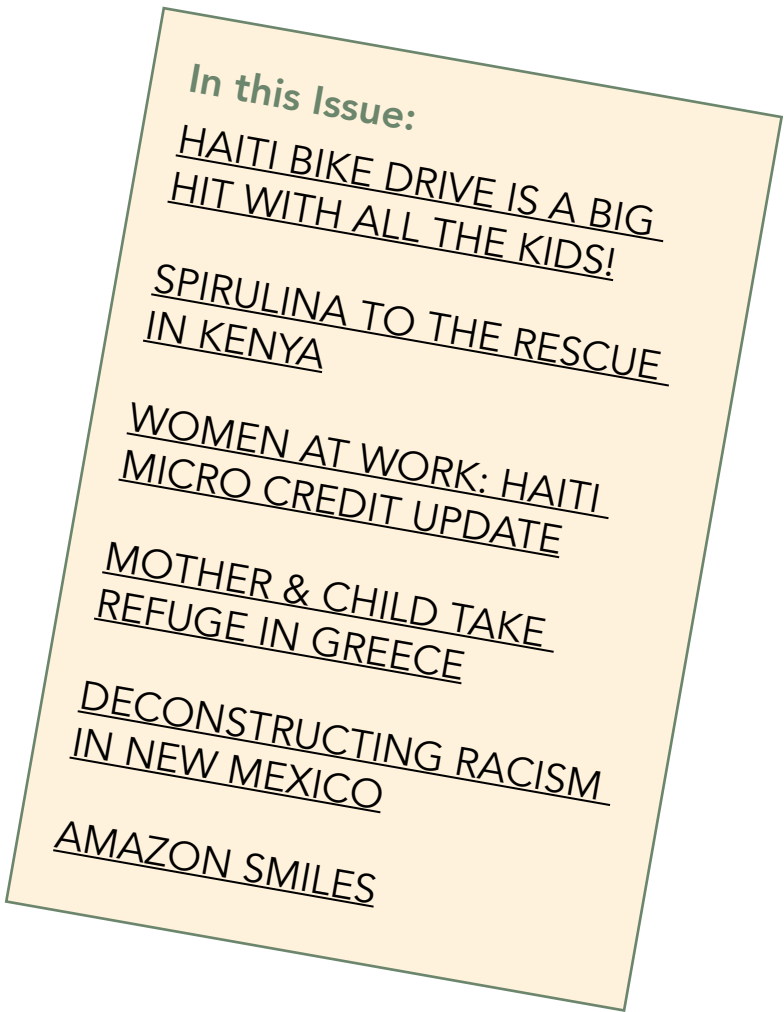 In this Issue:
HAITI BIKE DRIVE IS A BIG
HIT WITH ALL THE KIDS!
SPIRULINA TO THE RESCUE
IN KENYA
WOMEN AT WORK: HAITI
MICRO CREDIT UPDATE
MOTHER & CHILD TAKE
REFUGE IN GREECE
DECONSTRUCTING RACISM
IN NEW MEXICO
AMAZON SMILES